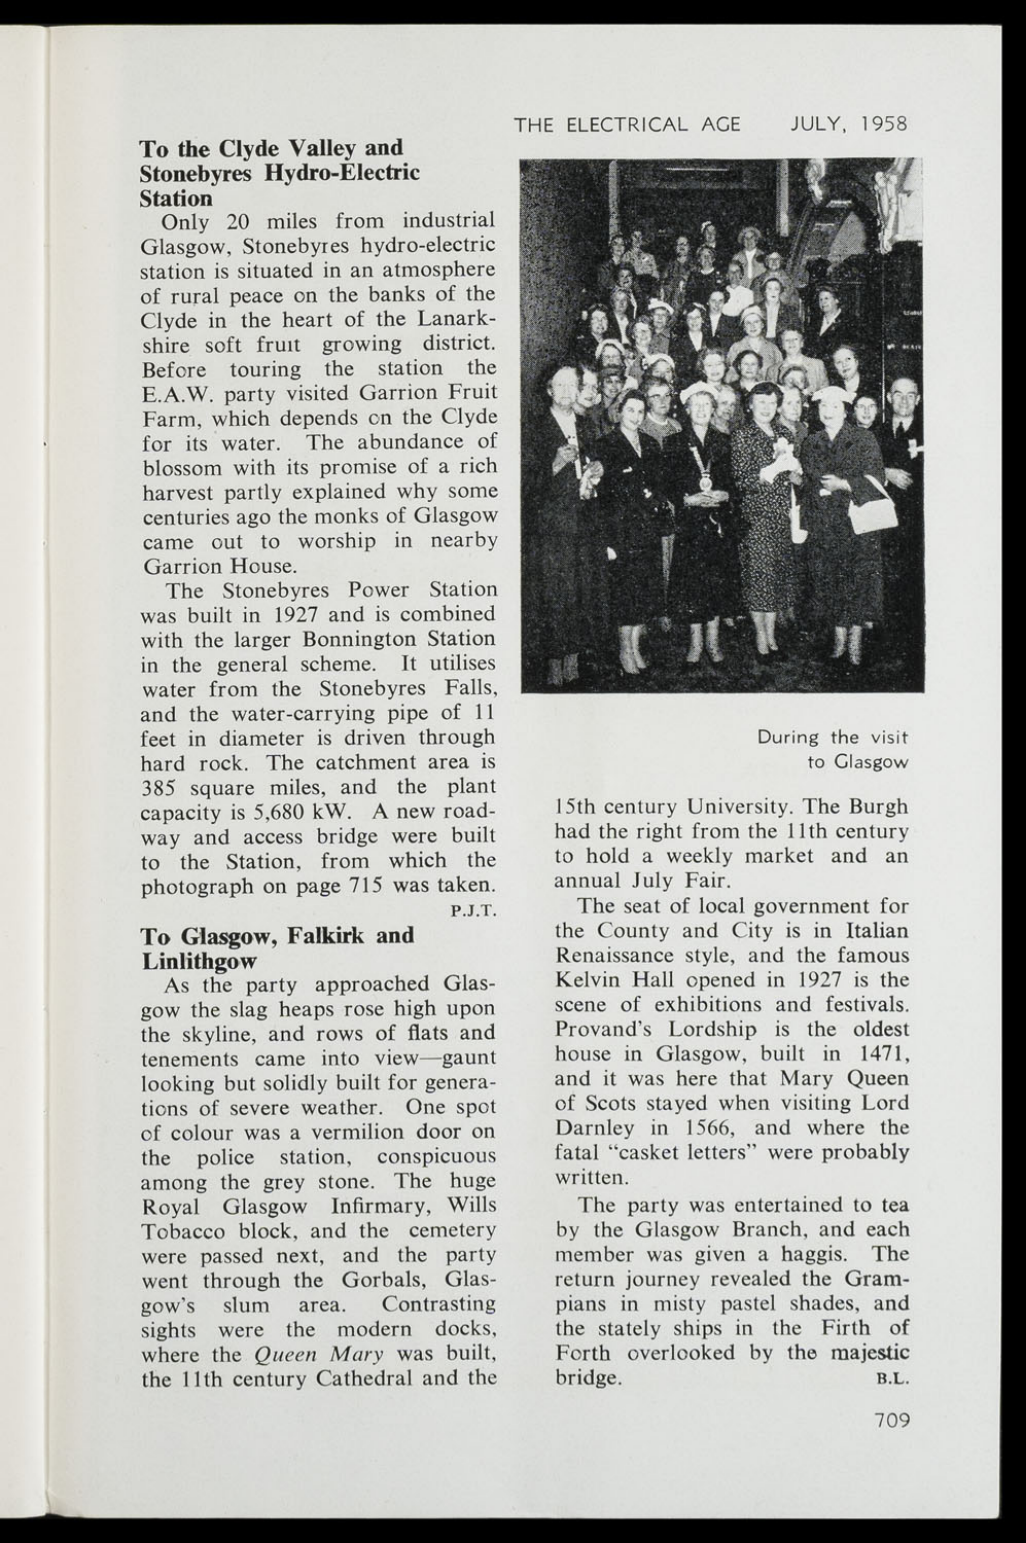 THE ELECTRICAL AGE JULY, 1958
To the Clyde Valley and
Stonebyres Hydro-Electric
Station
Only 20 miles from industrial
Glasgow, Stonebyres hydro-electric
station is situated in an atmosphere
of rural peace on the banks of the
Clyde in the heart of the Lanark-
shire soft fruit growing district.
Before touring the station the
E.A.W. party visited Garrion Fruit
Farm, which depends on the Clyde
for its water. The abundance of
blossom with its promise of a rich
harvest partly explained why some
centuries ago the monks of Glasgow
came out to worship in nearby
Garrion House.
The Stonebyres Power Station
was built in 1927 and is combined
with the larger Bonnington Station
in the general scheme. It utilises
water from the Stonebyres Falls,
and the water-carrying pipe of 11
feet in diameter is driven through
hard rock. The catchment area is
385 square miles, and the plant
capacity is 5,680 kW. A new road-
way and access bridge were built
to the Station, from which the
photograph on page 715 was taken.
P.J.T.
To Glasgow, Falkirk and
Linlithgow
As the party approached Glas-
gow the slag heaps rose high upon
the skyline, and rows of flats and
tenements came into view—gaunt
looking but solidly built for genera-
tions of severe weather. One spot
of colour was a vermilion door on
the police station, conspicuous
among the grey stone. The huge
Royal Glasgow Infirmary, Wills
Tobacco block, and the cemetery
were passed next, and the party
went through the Gorbals, Glas-
gow's slum area. Contrasting
sights were the modern docks,
where the Queen Mary was built,
the 11th century Cathedral and the
During the visit
to Glasgow
15th century University. The Burgh
had the right from the 11th century
to hold a weekly market and an
annual July Fair.
The seat of local government for
the County and City is in Italian
Renaissance style, and the famous
Kelvin Hall opened in 1927 is the
scene of exhibitions and festivals.
Provand's Lordship is the oldest
house in Glasgow, built in 1471,
and it was here that Mary Queen
of Scots stayed when visiting Lord
Darnley in 1566, and where the
fatal "casket letters" were probably
written.
The party was entertained to tea
by the Glasgow Branch, and each
member was given a haggis. The
return journey revealed the Gram-
pians in misty pastel shades, and
the stately ships in the Firth of
Forth overlooked by the majestic
bridge. B.L.
709